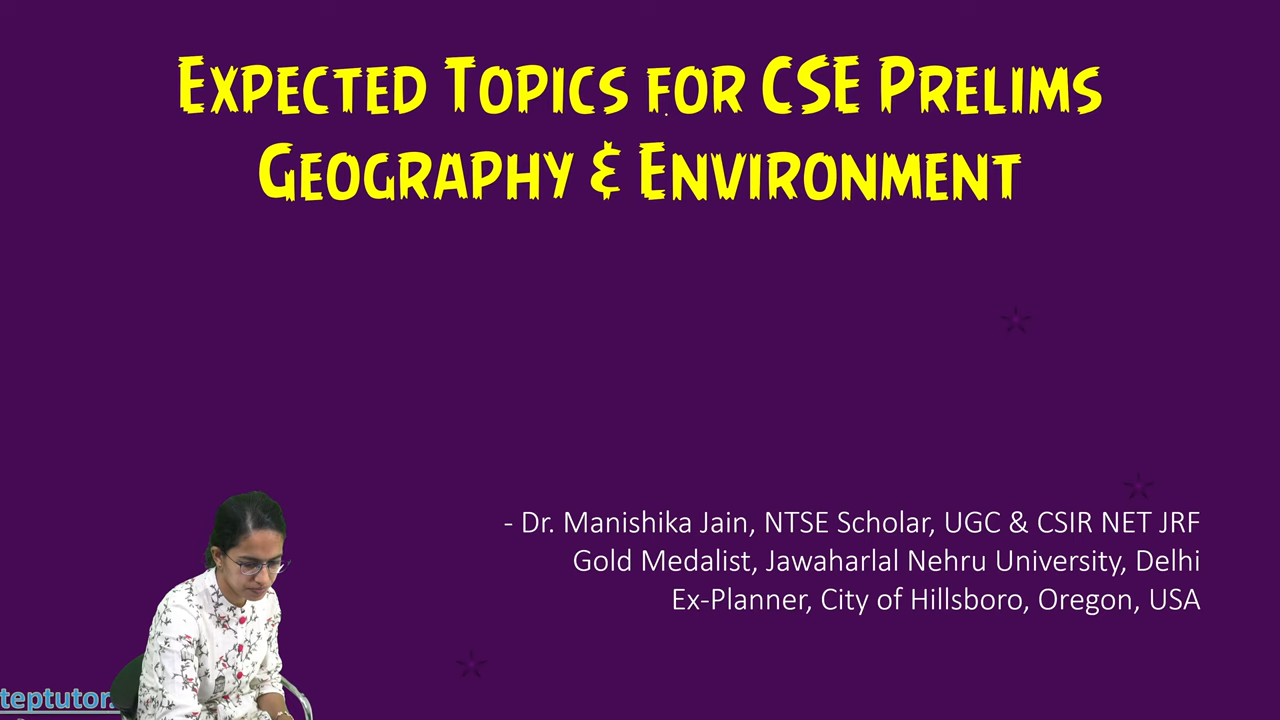 Expected Topics for CSE Prelims
Geography & Environment
- Dr. Manishika Jain, NTSE Scholar, UGC & CSIR NET JRF
Gold Medalist, Jawaharlal Nehru University, Delhi
Ex-Planner, City of Hillsboro, Oregon, USA
teptutor.